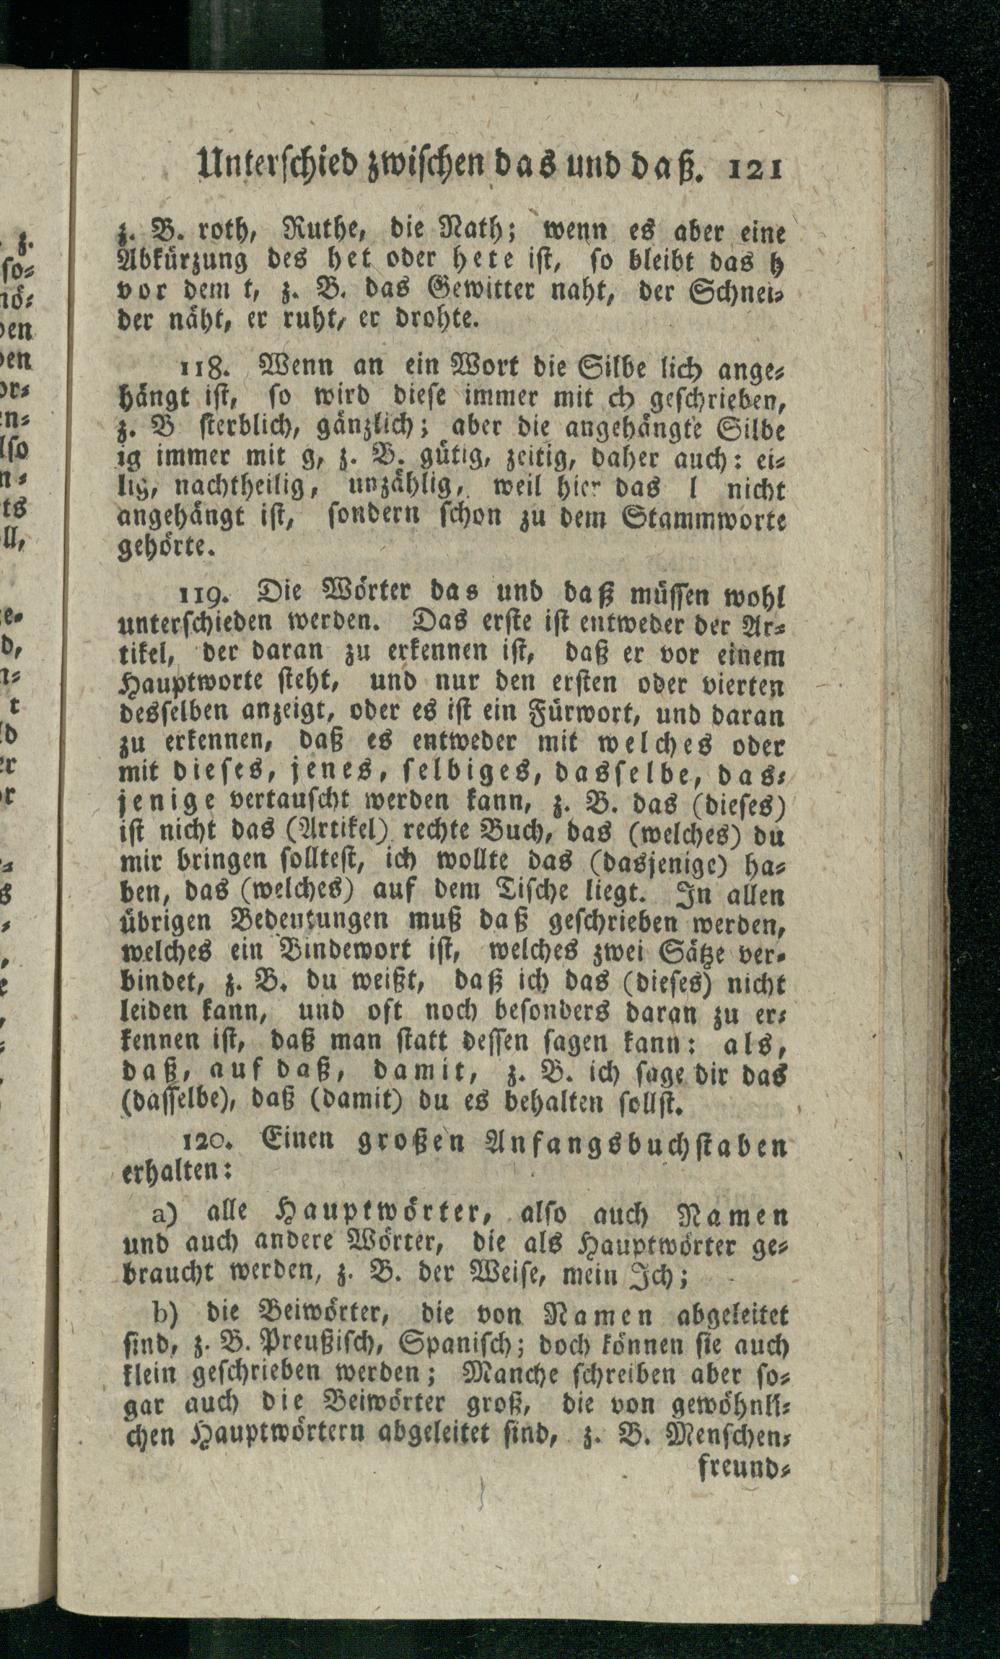 Unterschied zwischen das und daß. 121
z. B. roth, Ruthe, die Nath; wenn es aber eine
Abkürzung des het oder hete ist, so bleibt das h
vor dem t, z. B. das Gewitter naht, der Schnei-
der näht, er ruht, er drohte.
118. Wenn an ein Wort die Silbe lich ange-
hängt ist, so wird diese immer mit ch geschrieben,
z. B sterblich, gänzlich; aber die angehängte Silbe
ig immer mit g, z. B. gütig, zeitig, daher auch: ei-
lig, nachtheilig, unzählig, weil hier das l nicht
angehängt ist, sondern schon zu dem Stammworte
gehörte.
119. Die Wörter das und daß müssen wohl
unterschieden werden. Das erste ist entweder der Ar-
tikel, der daran zu erkennen ist, daß er vor einem
Hauptworte steht, und nur den ersten oder vierten
desselben anzeigt, oder es ist ein Fürwort, und daran
zu erkennen, daß es entweder mit welches oder
mit dieses, jenes, selbiges, dasselbe, das-
jenige vertauscht werden kann, z. B. das (dieses)
ist nicht das (Artikel) rechte Buch, das (welches) du
mir bringen solltest, ich wollte das (dasjenige) ha-
ben, das (welches) auf dem Tische liegt. In allen
übrigen Bedeutungen muß daß geschrieben werden,
welches ein Bindewort ist, welches zwei Sätze ver-
bindet, z. B. du weißt, daß ich das (dieses) nicht
leiden kann, und oft noch besonders daran zu er-
kennen ist, daß man statt dessen sagen kann: als,
daß, auf daß, damit, z. B. ich sage dir das
(dasselbe), daß (damit) du es behalten sollst.
120. Einen großen Anfangsbuchstaben
erhalten:
a) alle Hauptwörter, also auch Namen
und auch andere Wörter, die als Hauptwörter ge-
braucht werden, z. B. der Weise, mein Ich;
b) die Beiwörter, die von Namen abgeleitet
sind, z. B. Preußisch, Spanisch; doch können sie auch
klein geschrieben werden; Manche schreiben aber so-
gar auch die Beiwörter groß, die von gewöhnli-
chen Hauptwörtern abgeleitet sind, z. B. Menschen-
freund-